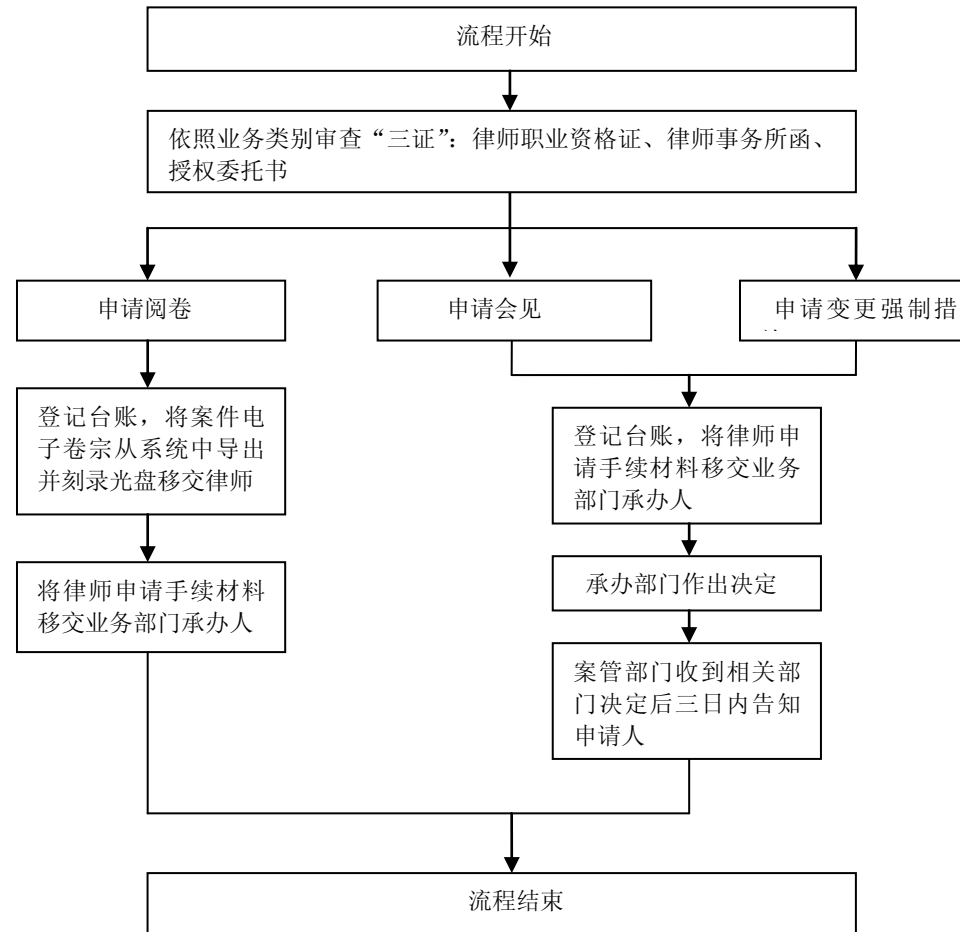 流程开始
依照业务类别审查“三证”：律师职业资格证、律师事务所函、
授权委托书
申请阅卷
申请会见
申请变更强制措
登记台账，将案件电
子卷宗从系统中导出
并刻录光盘移交律师
登记台账，将律师申
请手续材料移交业务
部门承办人
将律师申请手续材料
移交业务部门承办人
承办部门作出决定
案管部门收到相关部
门决定后三日内告知
申请人
流程结束